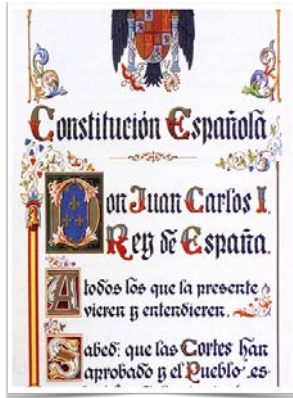 Constitución Española
Don Juan Carlos I,
Rey de España.
A todos los que la presente
vieren y entendieren.
Sabed: que las Cortes han
aprobado y el Pueblo es